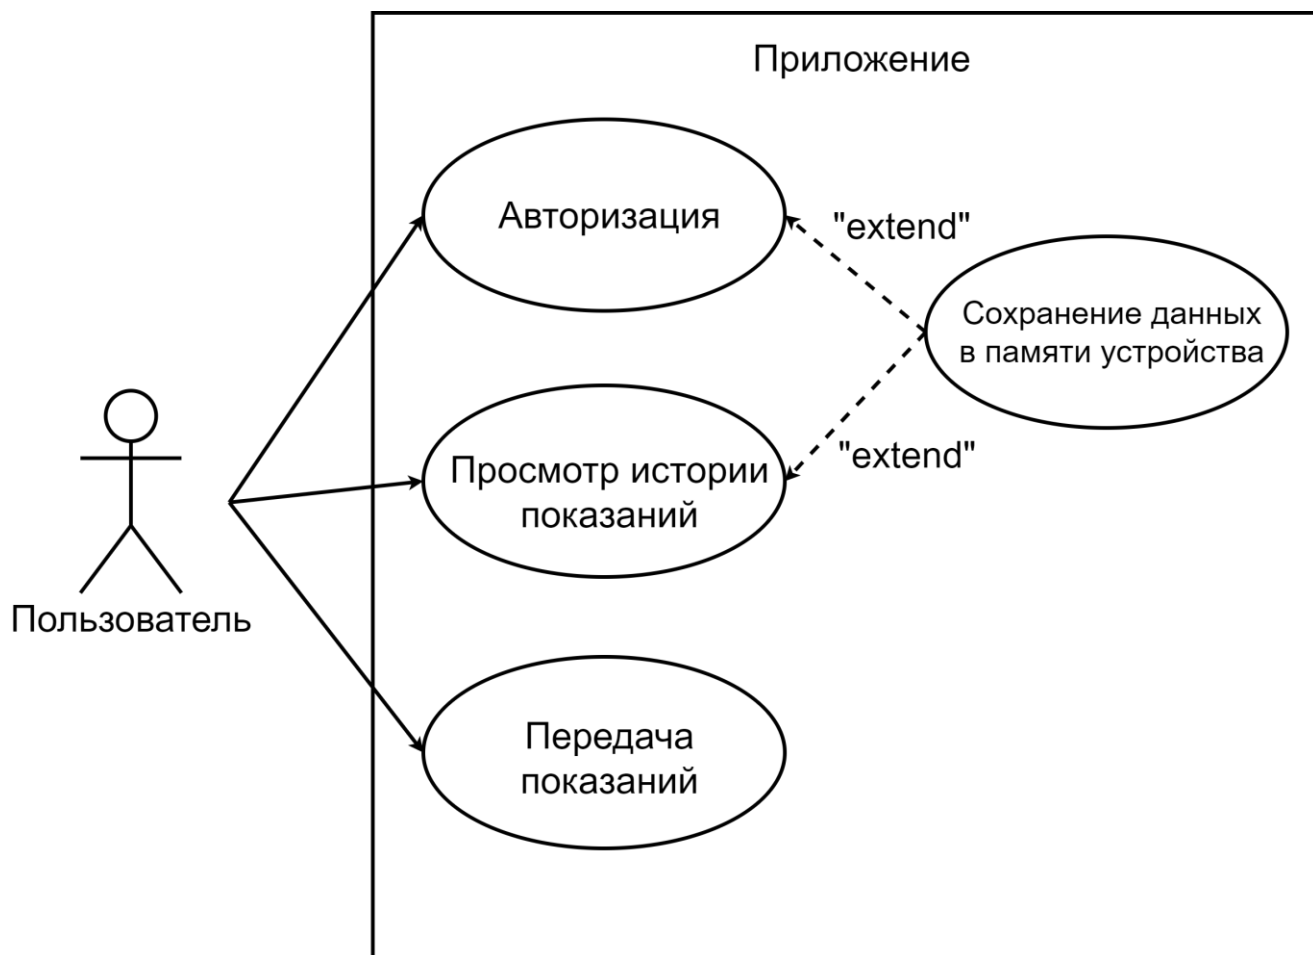 Приложение
Авторизация
"extend"
Сохранение данных
в памяти устройства
"extend"
Просмотр истории
показаний
Пользователь
Передача
показаний